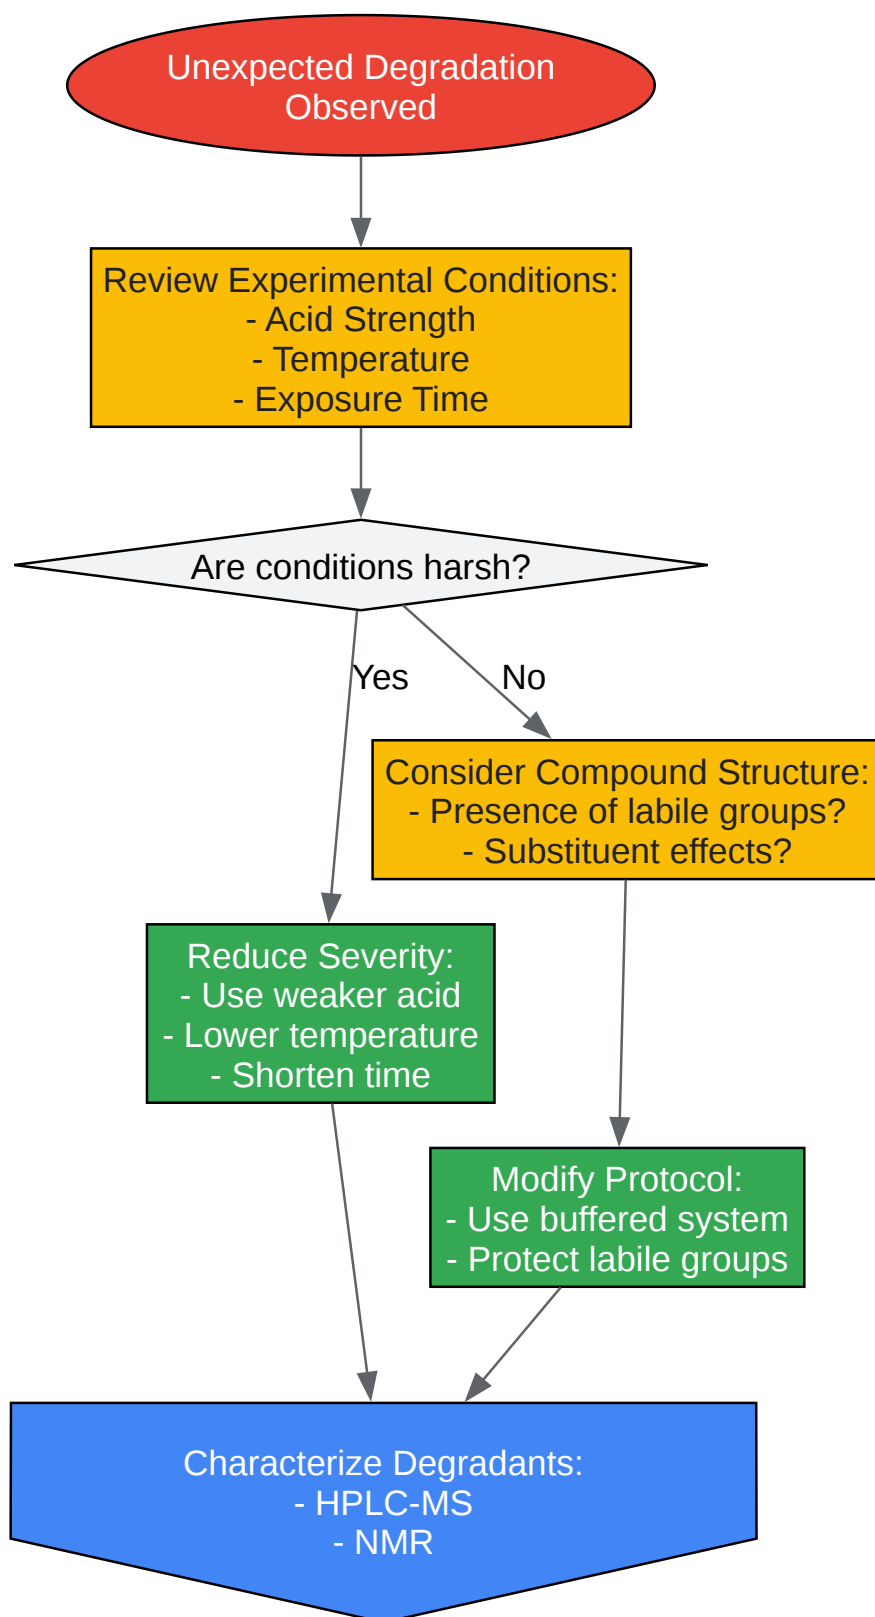 Unexpected Degradation
Observed
Review Experimental Conditions:
- Acid Strength
- Temperature
- Exposure Time
Are conditions harsh?
Yes
No
Consider Compound Structure:
- Presence of labile groups?
- Substituent effects?
Reduce Severity:
- Use weaker acid
- Lower temperature
- Shorten time
Modify Protocol:
- Use buffered system
- Protect labile groups
Characterize Degradants:
- HPLC-MS
- NMR